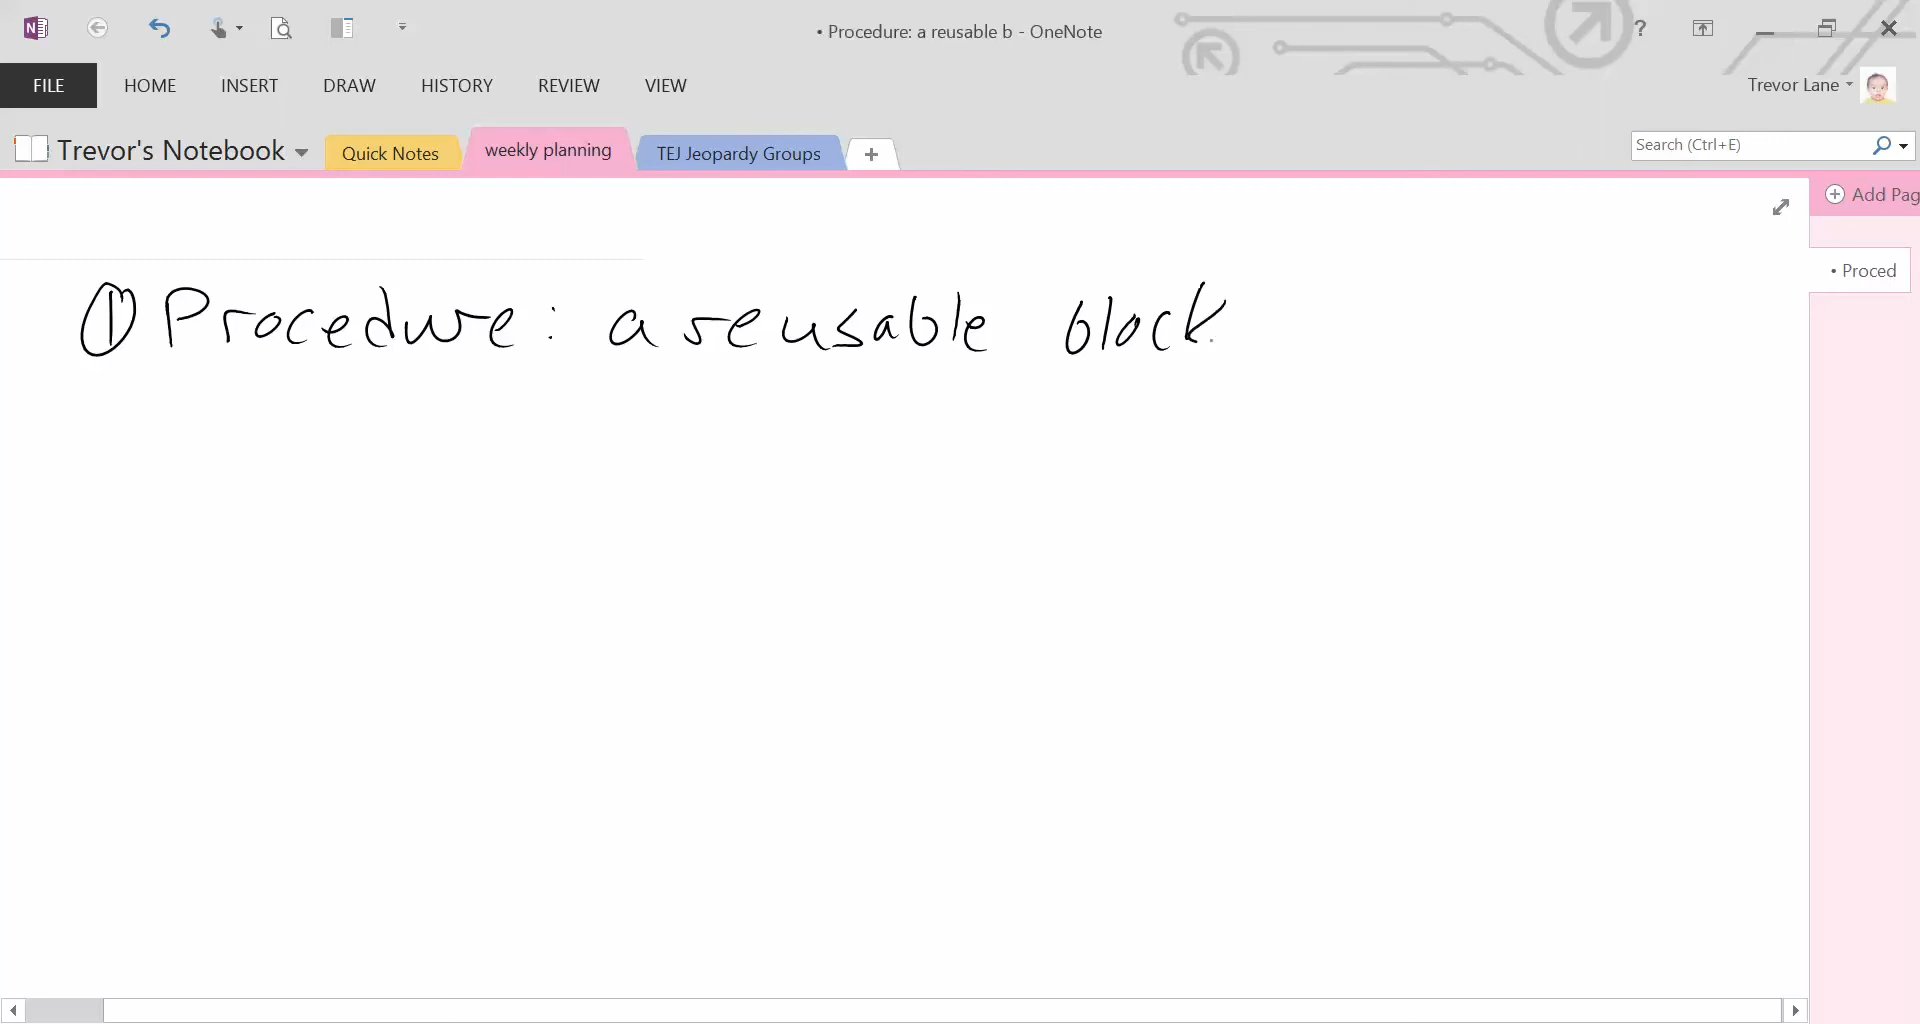 • Procedure: a reusable b - OneNote
?
FILE HOME INSERT DRAW HISTORY REVIEW VIEW
Trevor Lane
Trevor's Notebook Quick Notes weekly planning TEJ Jeopardy Groups +
Search (Ctrl+E)
Add Pag
• Proced
① Procedure: a reusable block